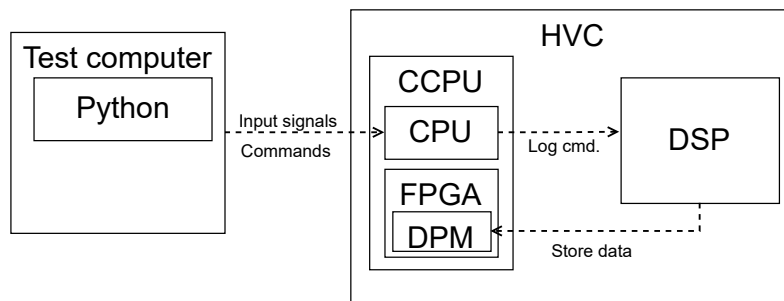 HVC
Test computer
Python
CCPU
CPU
Input signals
Commands
Log cmd.
DSP
FPGA
DPM
Store data